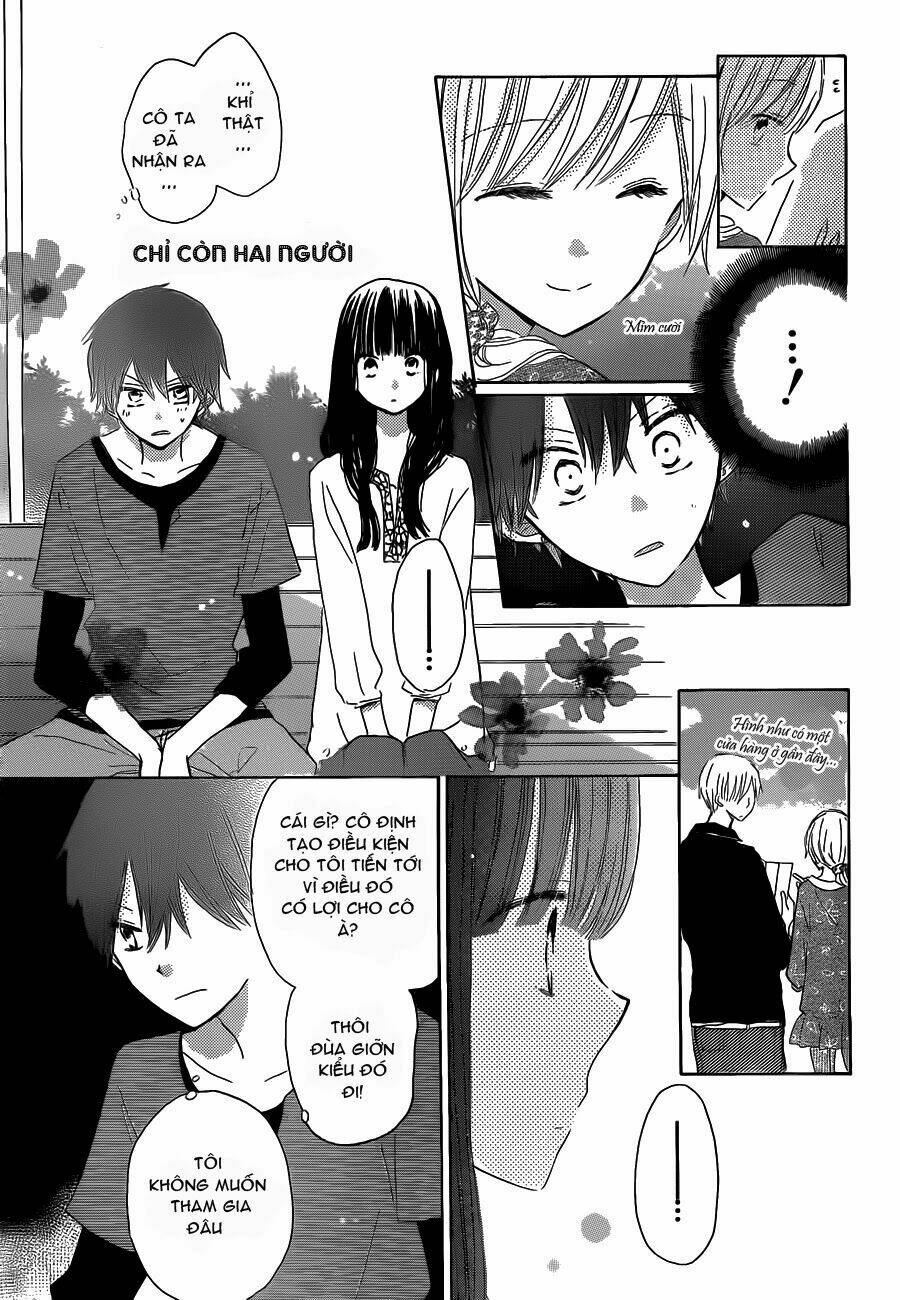 Mỉm cười
...
!
...
KHỈ
THẬT
...
CÔ TA
ĐÃ
NHẬN RA
...
CHỈ CÒN HAI NGƯỜI
Hình như có một
cửa hàng ở gần đây...
CÁI GÌ? CÔ ĐỊNH
TẠO ĐIỀU KIỆN
CHO TÔI TIẾN TỚI
VÌ ĐIỀU ĐÓ
CÓ LỢI CHO CÔ
À?
THÔI
ĐÙA GIỠN
KIỂU ĐÓ
ĐI!
TÔI
KHÔNG MUỐN
THAM GIA
ĐÂU